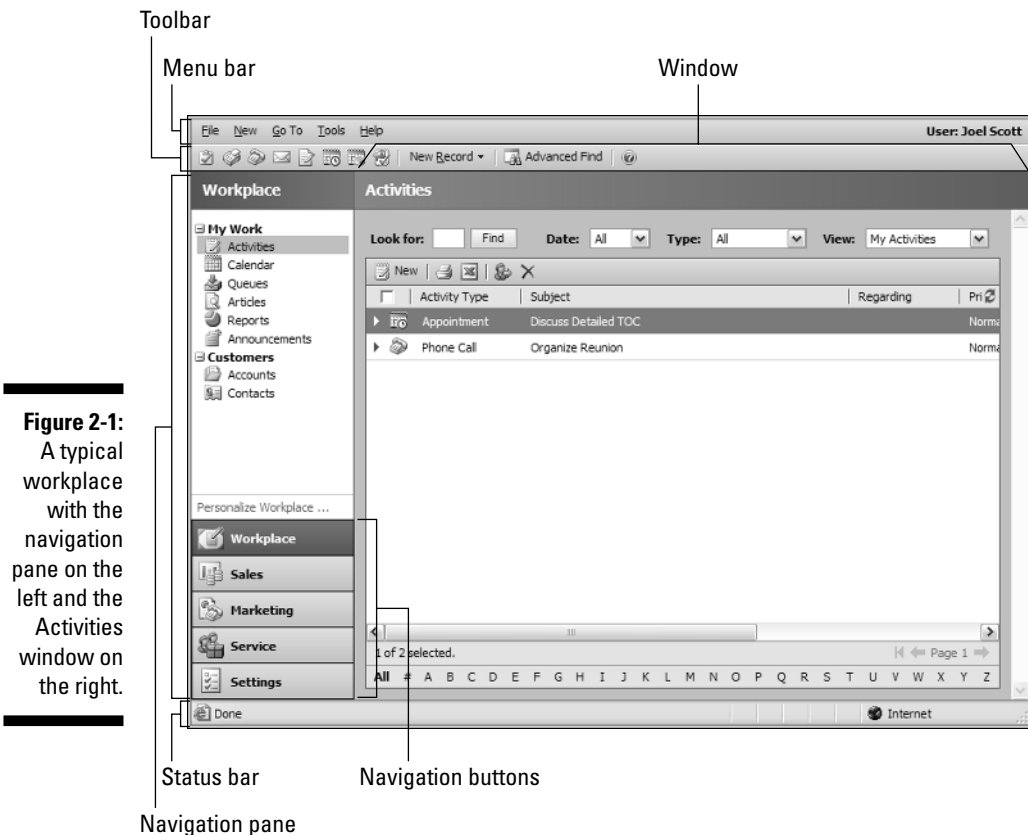 Toolbar
Menu bar
Window
File New Go To Tools Help
User: Joel Scott
New Record
Advanced Find
Workplace
Activities
My Work
Activities
Calendar
Queues
Articles
Reports
Announcements
Customers
Accounts
Contacts
Personalize Workplace ...
Workplace
Sales
Marketing
Service
Settings
Look for: Find Date: All Type: All View: My Activities
New
Activity Type Subject Regarding Pri
Appointment Discuss Detailed TOC Norma
Phone Call Organize Reunion Norma
1 of 2 selected.
Page 1
All # A B C D E F G H I J K L M N O P Q R S T U V W X Y Z
Done
Internet
Figure 2-1:
A typical
workplace
with the
navigation
pane on the
left and the
Activities
window on
the right.
Status bar
Navigation buttons
Navigation pane